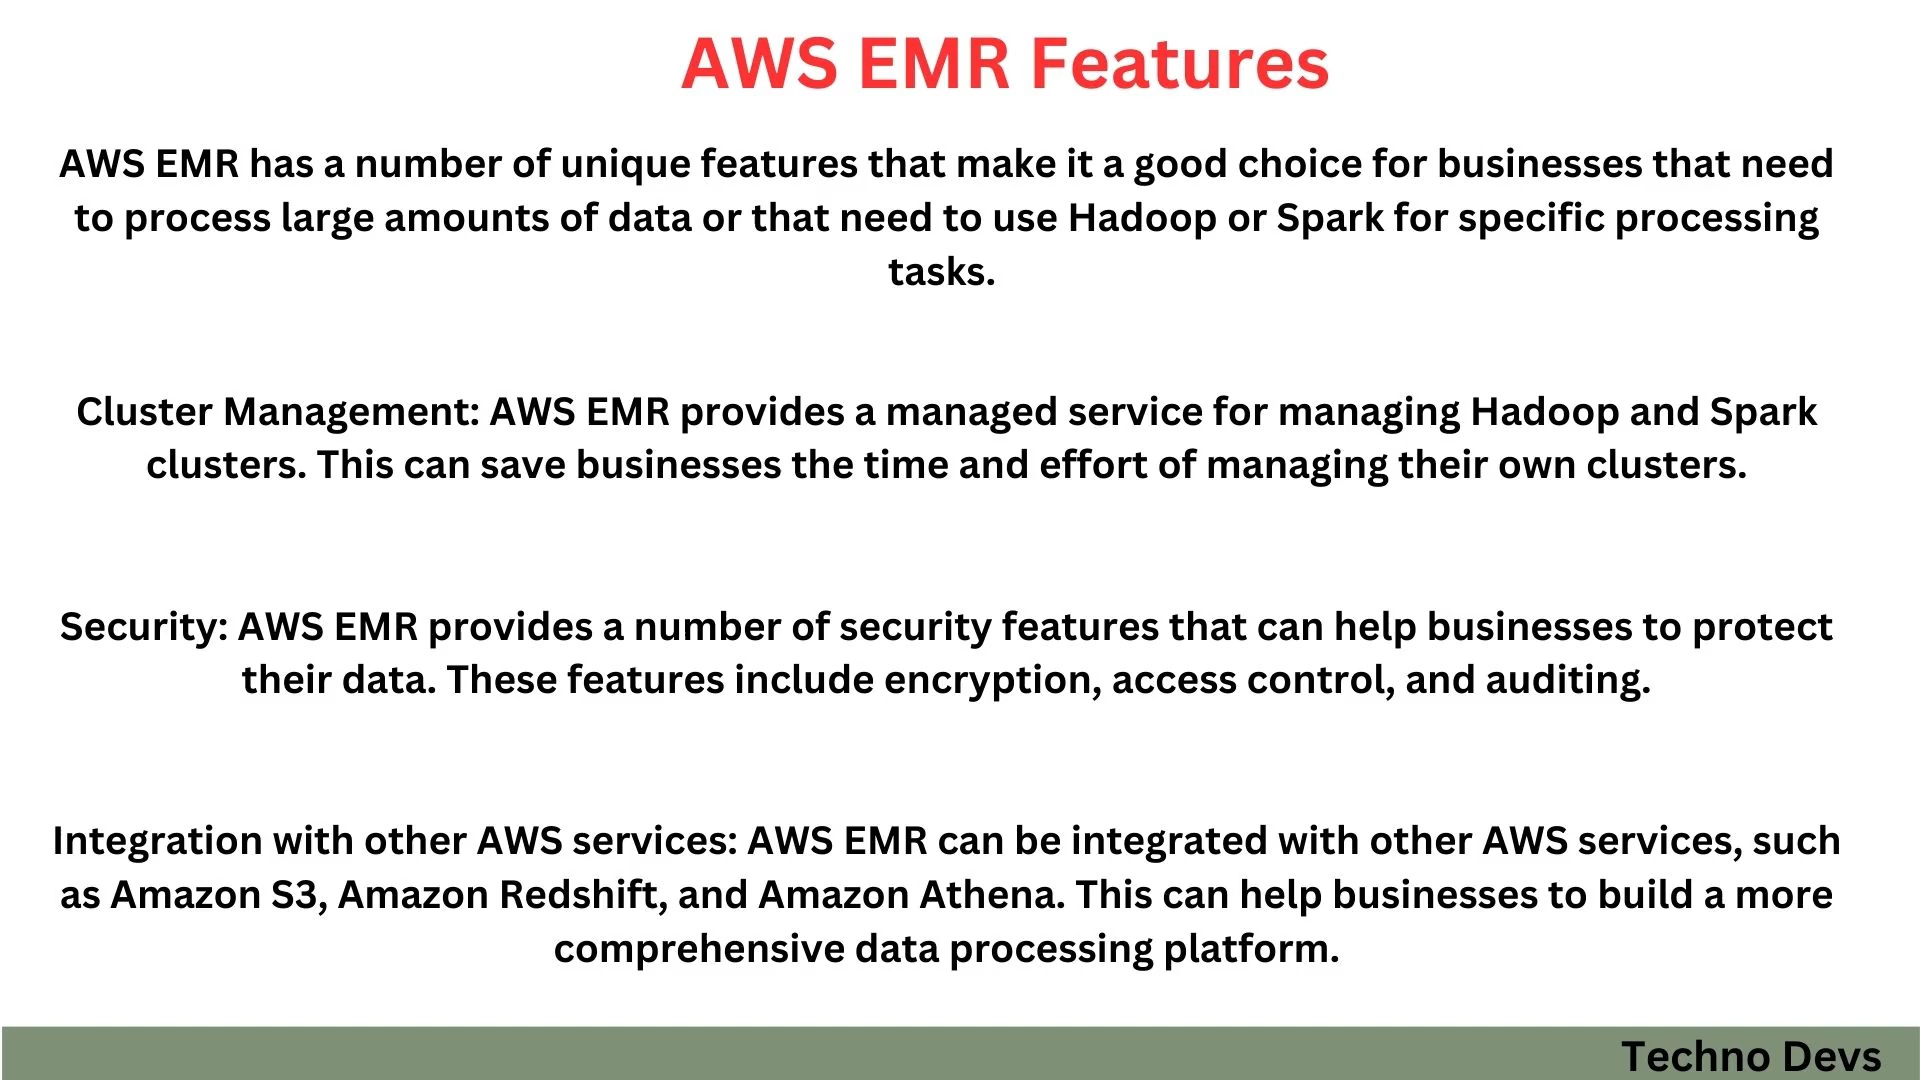 AWS EMR Features
AWS EMR has a number of unique features that make it a good choice for businesses that need
to process large amounts of data or that need to use Hadoop or Spark for specific processing
tasks.
Cluster Management: AWS EMR provides a managed service for managing Hadoop and Spark
clusters. This can save businesses the time and effort of managing their own clusters.
Security: AWS EMR provides a number of security features that can help businesses to protect
their data. These features include encryption, access control, and auditing.
Integration with other AWS services: AWS EMR can be integrated with other AWS services, such
as Amazon S3, Amazon Redshift, and Amazon Athena. This can help businesses to build a more
comprehensive data processing platform.
Techno Devs